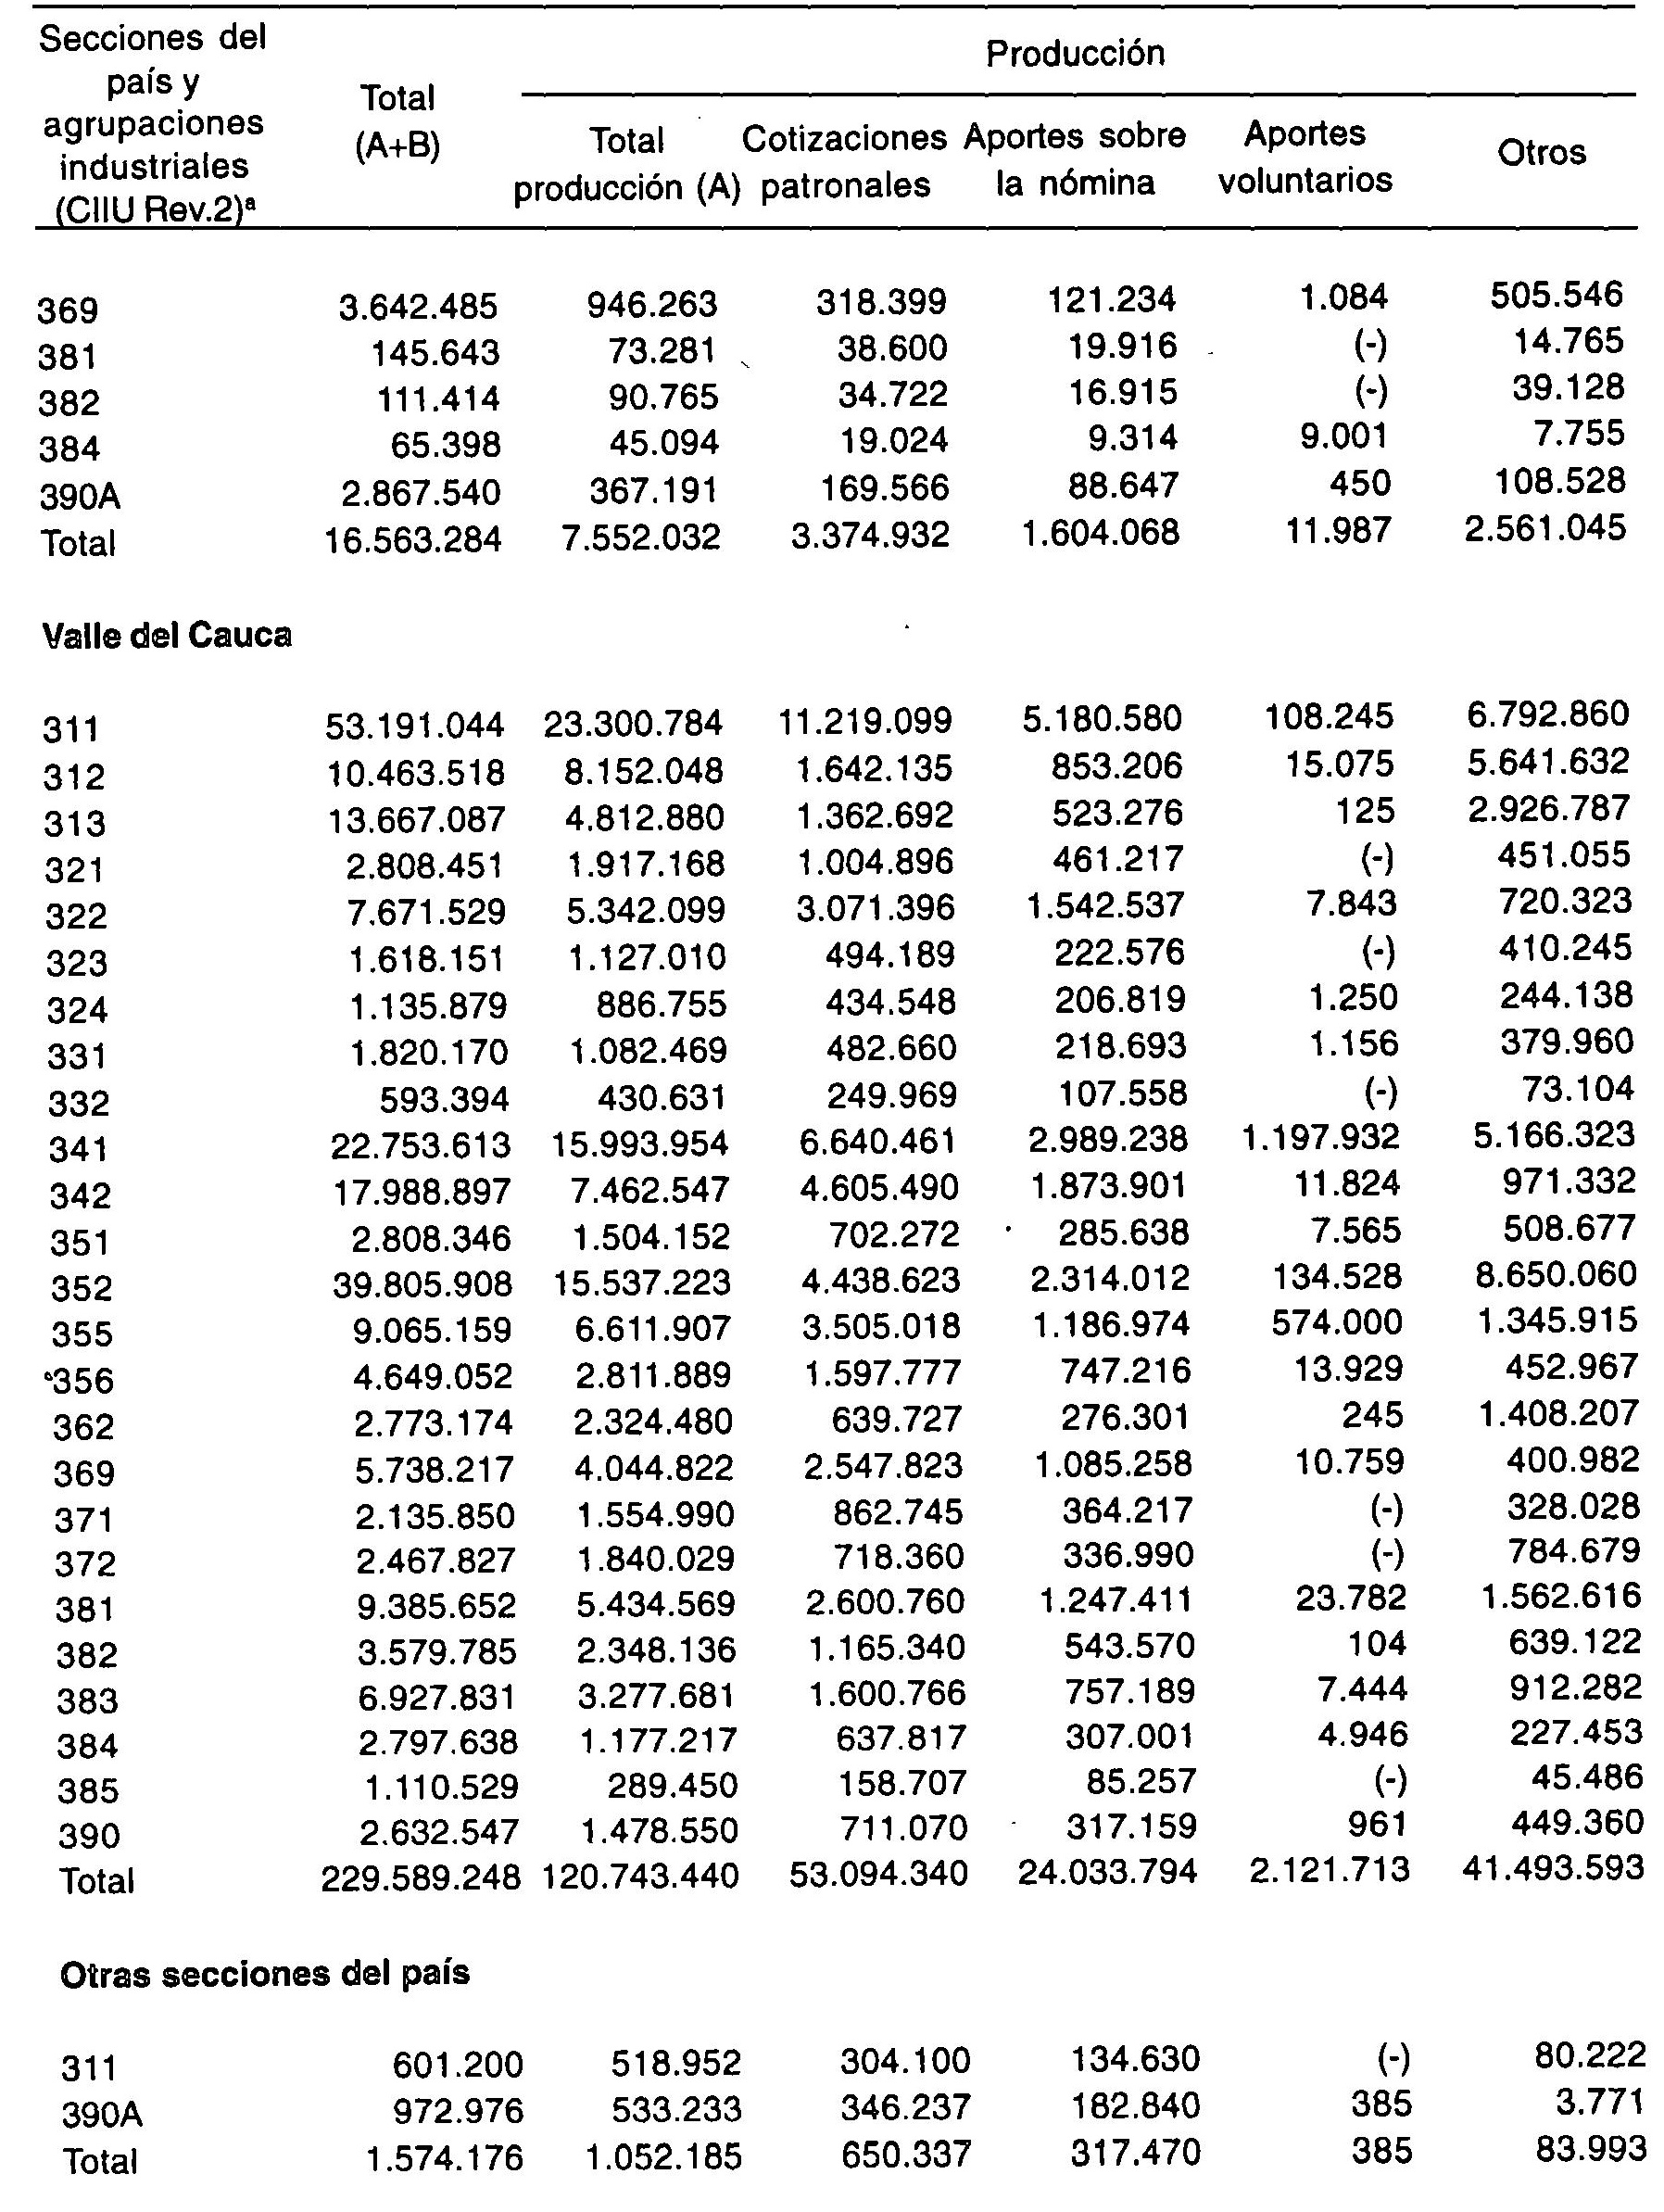 Secciones del país y agrupaciones industriales (CIIU Rev.2)ª Total (A+B) Producción
Total producción (A) Cotizaciones patronales Aportes sobre la nómina Aportes voluntarios Otros
369 3.642.485 946.263 318.399 121.234 1.084 505.546
381 145.643 73.281 38.600 19.916 (-) 14.765
382 111.414 90.765 34.722 16.915 (-) 39.128
384 65.398 45.094 19.024 9.314 9.001 7.755
390A 2.867.540 367.191 169.566 88.647 450 108.528
Total 16.563.284 7.552.032 3.374.932 1.604.068 11.987 2.561.045
Valle del Cauca
311 53.191.044 23.300.784 11.219.099 5.180.580 108.245 6.792.860
312 10.463.518 8.152.048 1.642.135 853.206 15.075 5.641.632
313 13.667.087 4.812.880 1.362.692 523.276 125 2.926.787
321 2.808.451 1.917.168 1.004.896 461.217 (-) 451.055
322 7.671.529 5.342.099 3.071.396 1.542.537 7.843 720.323
323 1.618.151 1.127.010 494.189 222.576 (-) 410.245
324 1.135.879 886.755 434.548 206.819 1.250 244.138
331 1.820.170 1.082.469 482.660 218.693 1.156 379.960
332 593.394 430.631 249.969 107.558 (-) 73.104
341 22.753.613 15.993.954 6.640.461 2.989.238 1.197.932 5.166.323
342 17.988.897 7.462.547 4.605.490 1.873.901 11.824 971.332
351 2.808.346 1.504.152 702.272 285.638 7.565 508.677
352 39.805.908 15.537.223 4.438.623 2.314.012 134.528 8.650.060
355 9.065.159 6.611.907 3.505.018 1.186.974 574.000 1.345.915
356 4.649.052 2.811.889 1.597.777 747.216 13.929 452.967
362 2.773.174 2.324.480 639.727 276.301 245 1.408.207
369 5.738.217 4.044.822 2.547.823 1.085.258 10.759 400.982
371 2.135.850 1.554.990 862.745 364.217 (-) 328.028
372 2.467.827 1.840.029 718.360 336.990 (-) 784.679
381 9.385.652 5.434.569 2.600.760 1.247.411 23.782 1.562.616
382 3.579.785 2.348.136 1.165.340 543.570 104 639.122
383 6.927.831 3.277.681 1.600.766 757.189 7.444 912.282
384 2.797.638 1.177.217 637.817 307.001 4.946 227.453
385 1.110.529 289.450 158.707 85.257 (-) 45.486
390 2.632.547 1.478.550 711.070 317.159 961 449.360
Total 229.589.248 120.743.440 53.094.340 24.033.794 2.121.713 41.493.593
Otras secciones del país
311 601.200 518.952 304.100 134.630 (-) 80.222
390A 972.976 533.233 346.237 182.840 385 3.771
Total 1.574.176 1.052.185 650.337 317.470 385 83.993